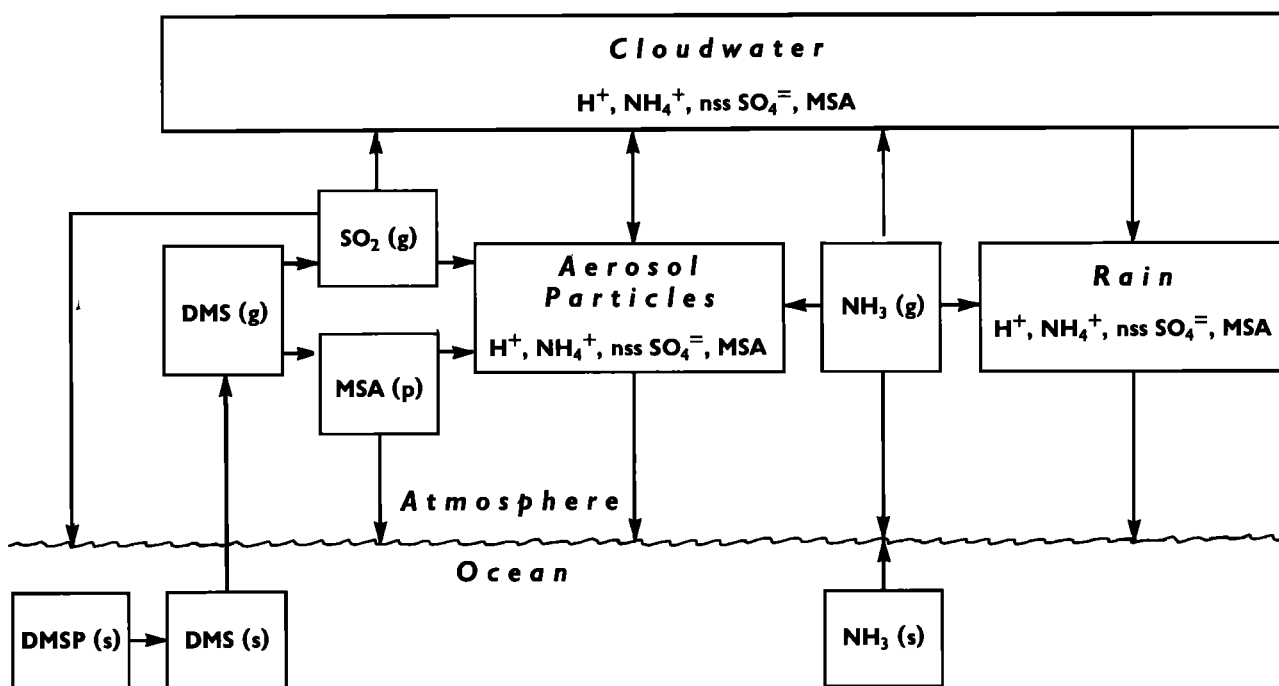 Cloudwater
H⁺, NH₄⁺, nss SO₄⁼, MSA
SO₂ (g)
DMS (g)
MSA (p)
Aerosol
Particles
H⁺, NH₄⁺, nss SO₄⁼, MSA
NH₃ (g)
Rain
H⁺, NH₄⁺, nss SO₄⁼, MSA
Atmosphere
Ocean
DMSP (s)
DMS (s)
NH₃ (s)